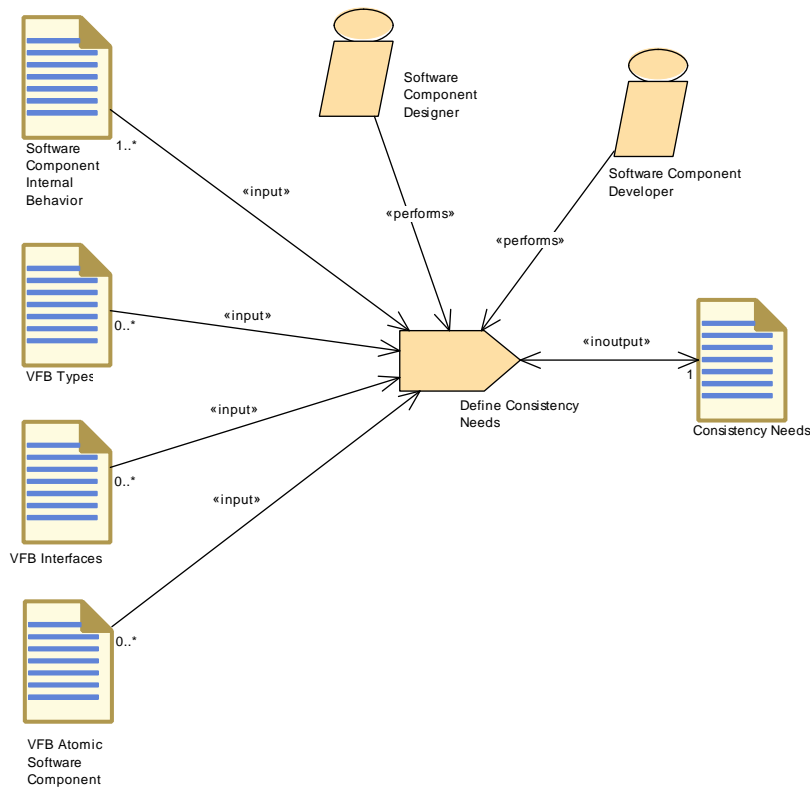 Software
Component
Designer
Software Component
Developer
1..*
Software
Component
Internal
Behavior
«input»
«performs»
«performs»
0..*
«input»
VFB Types
«inoutput»
1
Define Consistency
Needs
Consistency Needs
«input»
0..*
«input»
VFB Interfaces
0..*
VFB Atomic
Software
Component